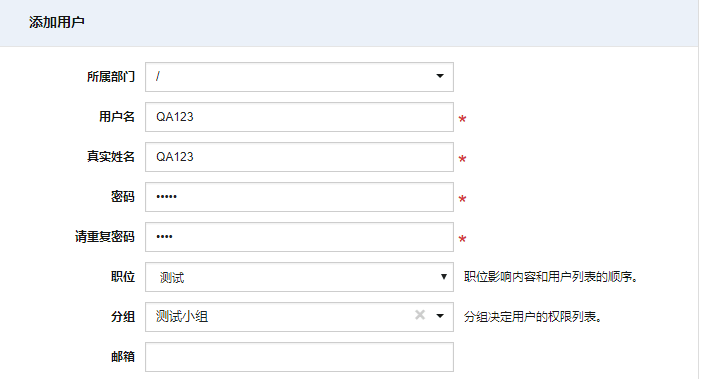 添加用户
所属部门 /
用户名 QA123 *
真实姓名 QA123 *
密码 ••••• *
请重复密码 •••• *
职位 测试 职位影响内容和用户列表的顺序。
分组 测试小组 × 分组决定用户的权限列表。
邮箱